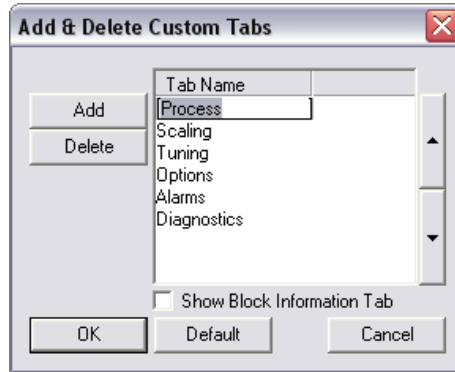 Add & Delete Custom Tabs
Tab Name
Add
Delete
[Process]
Scaling
Tuning
Options
Alarms
Diagnostics
Show Block Information Tab
OK
Default
Cancel